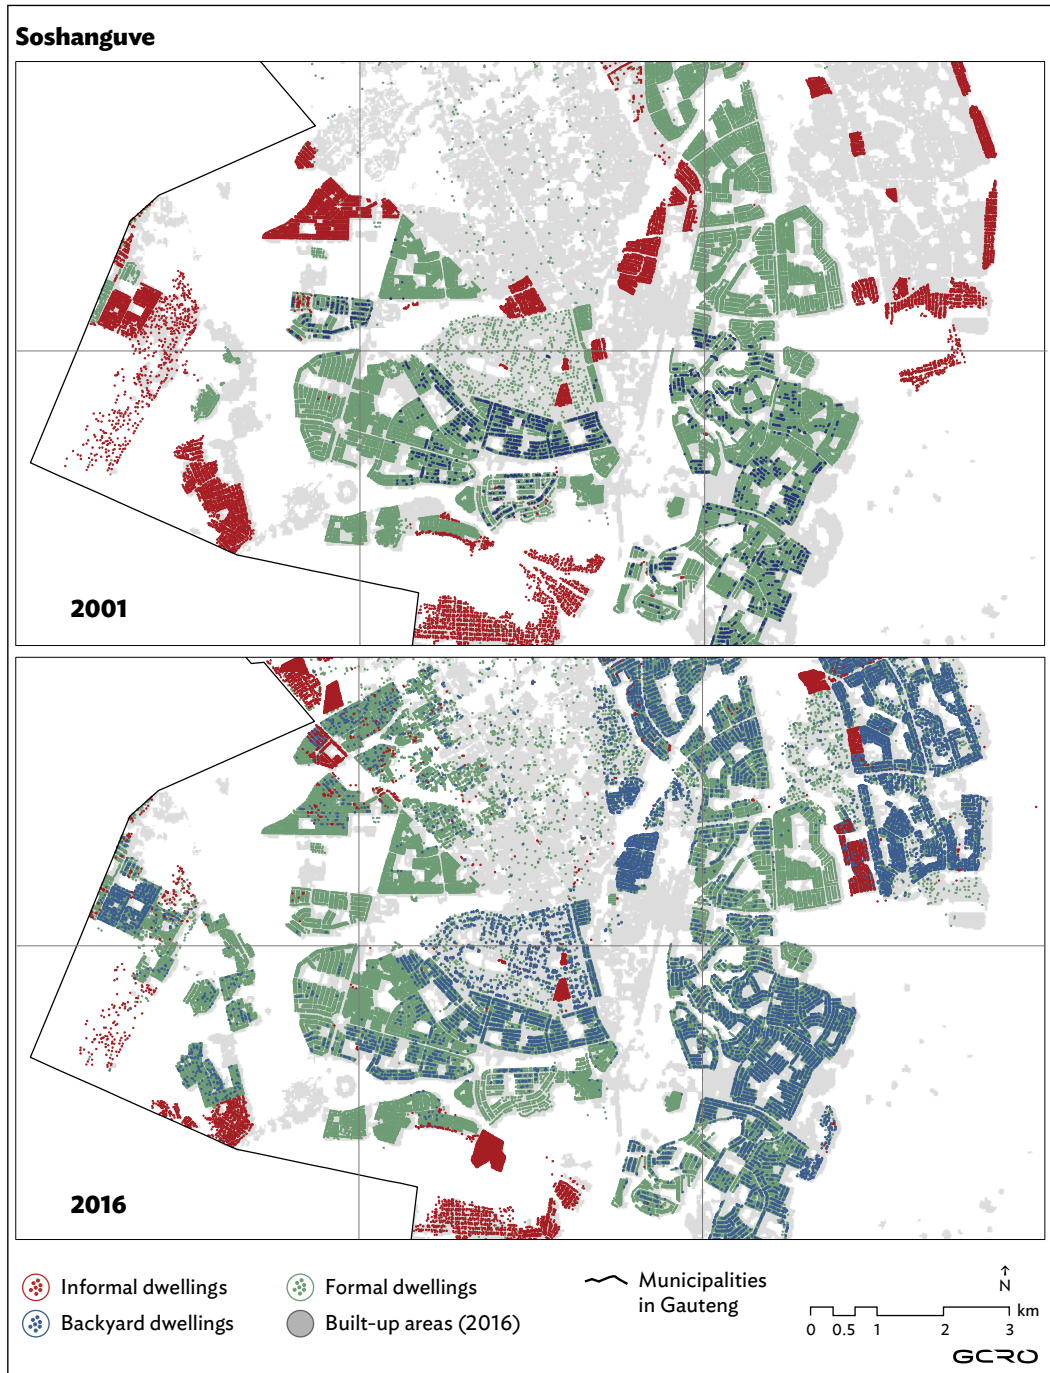 Soshanguve
2001
2016
Informal dwellings
Formal dwellings
Municipalities
in Gauteng
Backyard dwellings
Built-up areas (2016)
N
km
0 0.5 1 2 3
GCRO